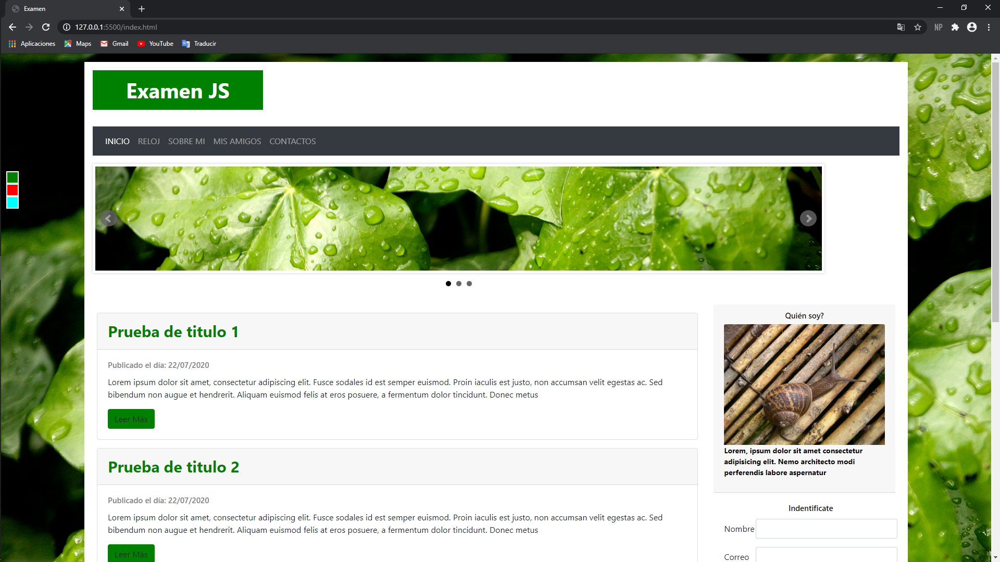 Examen
127.0.0.1:5500/index.html
NP
Aplicaciones Maps Gmail YouTube Traducir
Examen JS
INICIO RELOJ SOBRE MI MIS AMIGOS CONTACTOS
Prueba de titulo 1
Publicado el día: 22/07/2020
Lorem ipsum dolor sit amet, consectetur adipiscing elit. Fusce sodales id est semper euismod. Proin iaculis est justo, non accumsan velit egestas ac. Sed
bibendum non augue et hendrerit. Aliquam euismod felis at eros posuere, a fermentum dolor tincidunt. Donec metus
Leer Más
Prueba de titulo 2
Publicado el día: 22/07/2020
Lorem ipsum dolor sit amet, consectetur adipiscing elit. Fusce sodales id est semper euismod. Proin iaculis est justo, non accumsan velit egestas ac. Sed
bibendum non augue et hendrerit. Aliquam euismod felis at eros posuere, a fermentum dolor tincidunt. Donec metus
Leer Más
Quién soy?
Lorem, ipsum dolor sit amet consectetur
adipisicing elit. Nemo architecto modi
perferendis labore aspernatur
Indentificate
Nombre
Correo